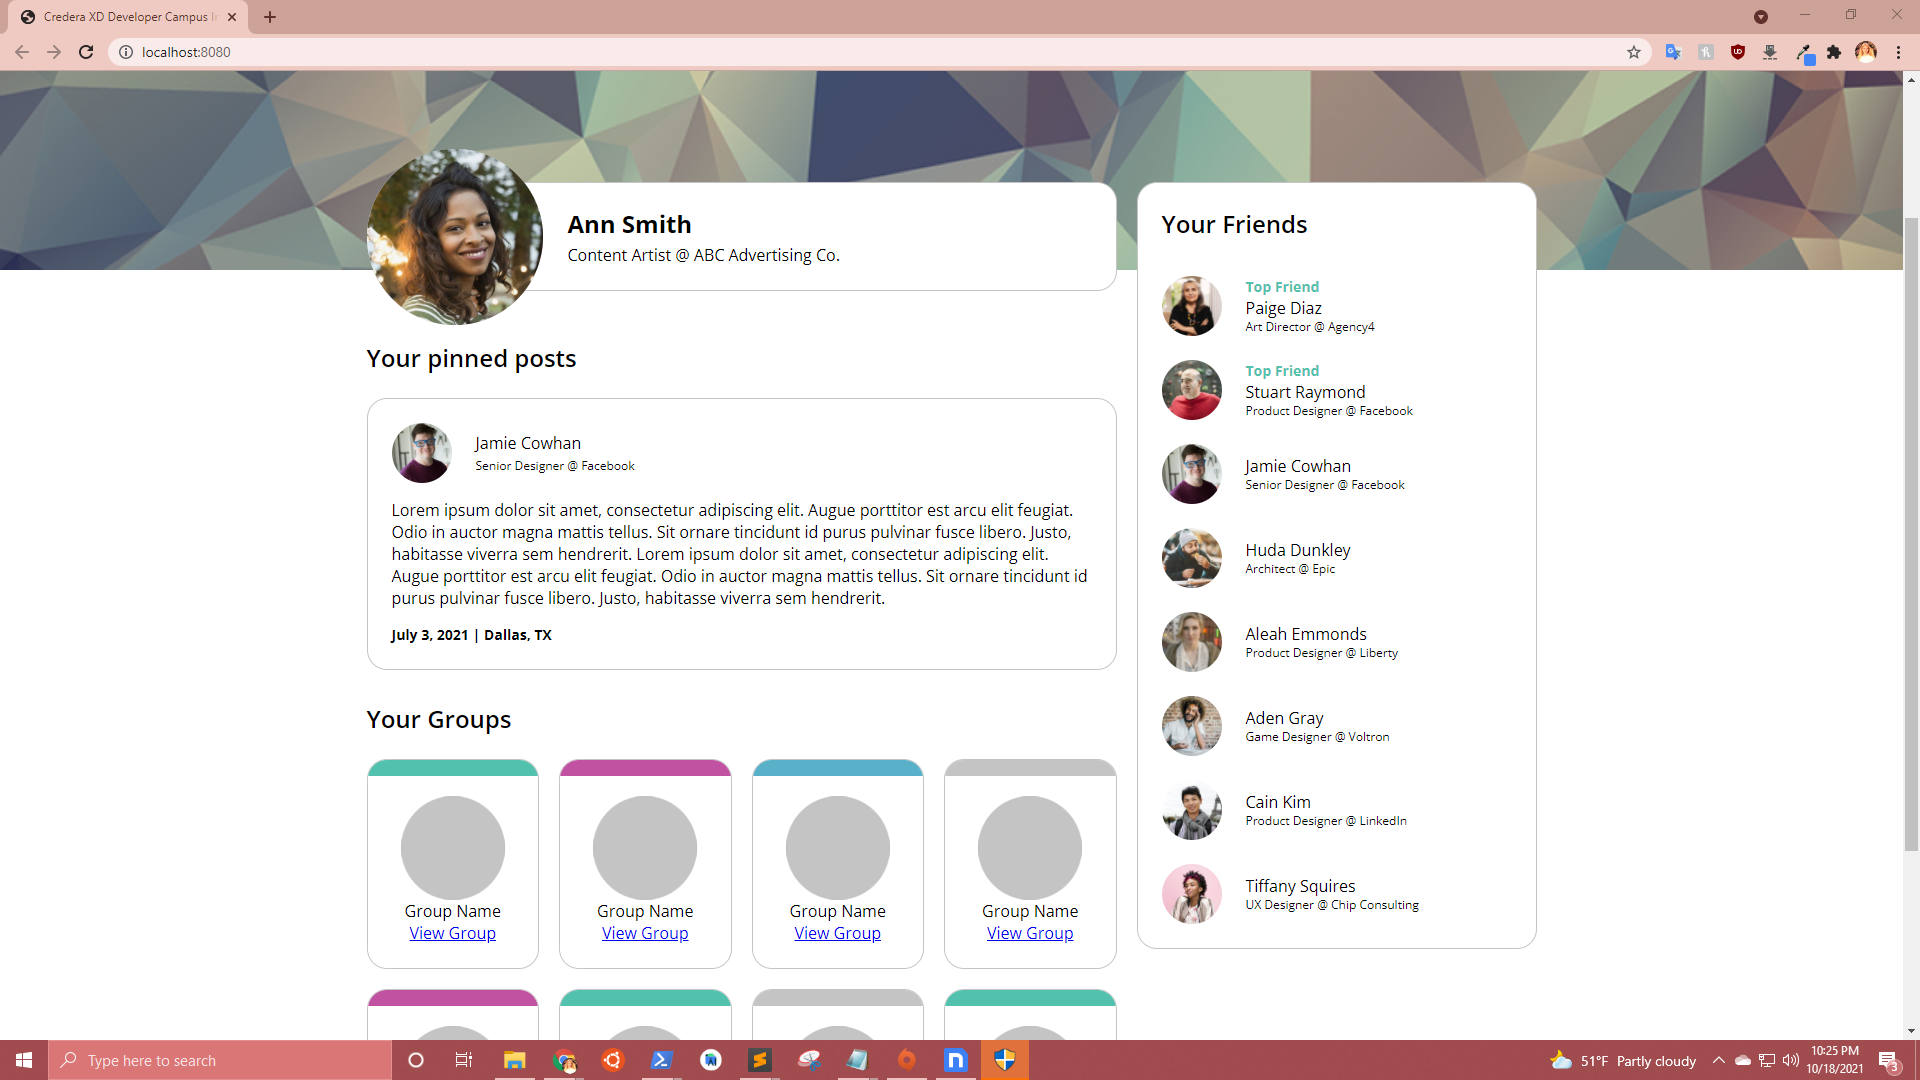 Credera XD Developer Campus
localhost:8080
Ann Smith
Content Artist @ ABC Advertising Co.
Your pinned posts
Jamie Cowhan
Senior Designer @ Facebook
Lorem ipsum dolor sit amet, consectetur adipiscing elit. Augue porttitor est arcu elit feugiat.
Odio in auctor magna mattis tellus. Sit ornare tincidunt id purus pulvinar fusce libero. Justo,
habitasse viverra sem hendrerit. Lorem ipsum dolor sit amet, consectetur adipiscing elit.
Augue porttitor est arcu elit feugiat. Odio in auctor magna mattis tellus. Sit ornare tincidunt id
purus pulvinar fusce libero. Justo, habitasse viverra sem hendrerit.
July 3, 2021 | Dallas, TX
Your Groups
Group Name
View Group
Group Name
View Group
Group Name
View Group
Group Name
View Group
Your Friends
Top Friend
Paige Diaz
Art Director @ Agency4
Top Friend
Stuart Raymond
Product Designer @ Facebook
Jamie Cowhan
Senior Designer @ Facebook
Huda Dunkley
Architect @ Epic
Aleah Emmonds
Product Designer @ Liberty
Aden Gray
Game Designer @ Voltron
Cain Kim
Product Designer @ LinkedIn
Tiffany Squires
UX Designer @ Chip Consulting
Type here to search
51°F Partly cloudy
10:25 PM
10/18/2021
3